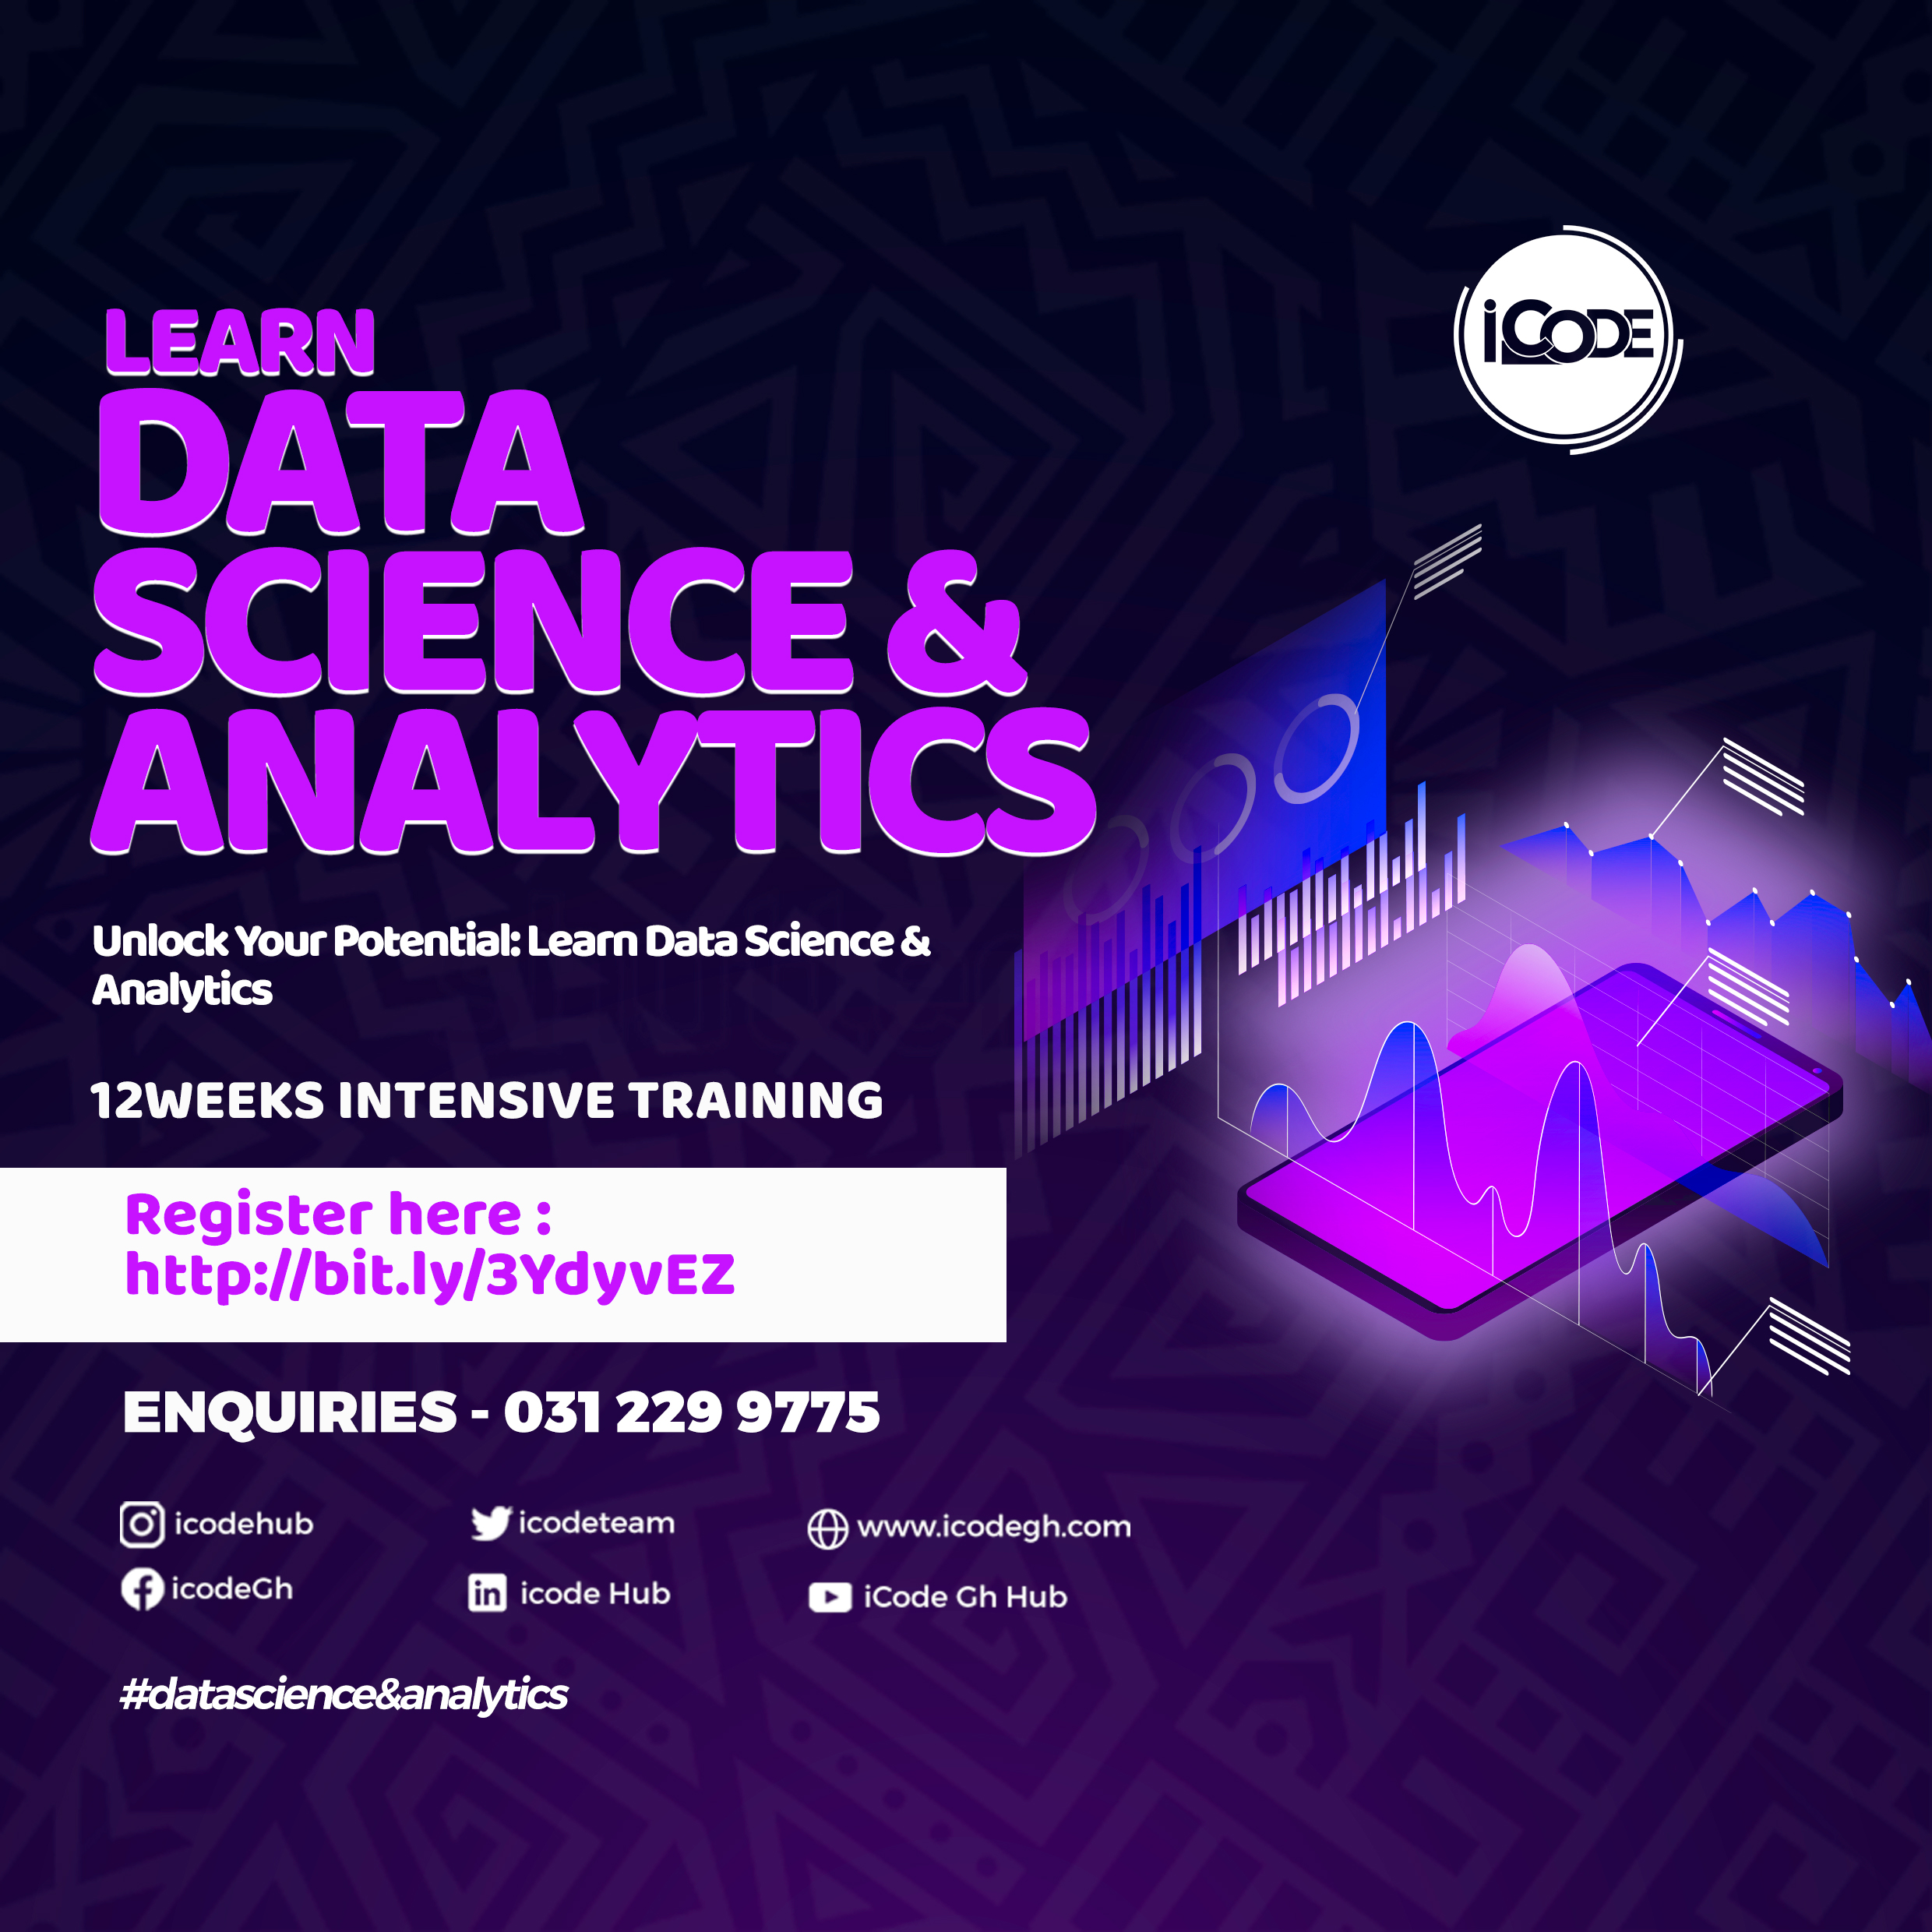 iCODE
LEARN
DATA
SCIENCE &
ANALYTICS
Unlock Your Potential: Learn Data Science &
Analytics
12WEEKS INTENSIVE TRAINING
Register here :
http://bit.ly/3YdyvEZ
ENQUIRIES - 031 229 9775
icodehub
icodeteam
www.icodegh.com
icodeGh
icode Hub
iCode Gh Hub
#datascience&analytics